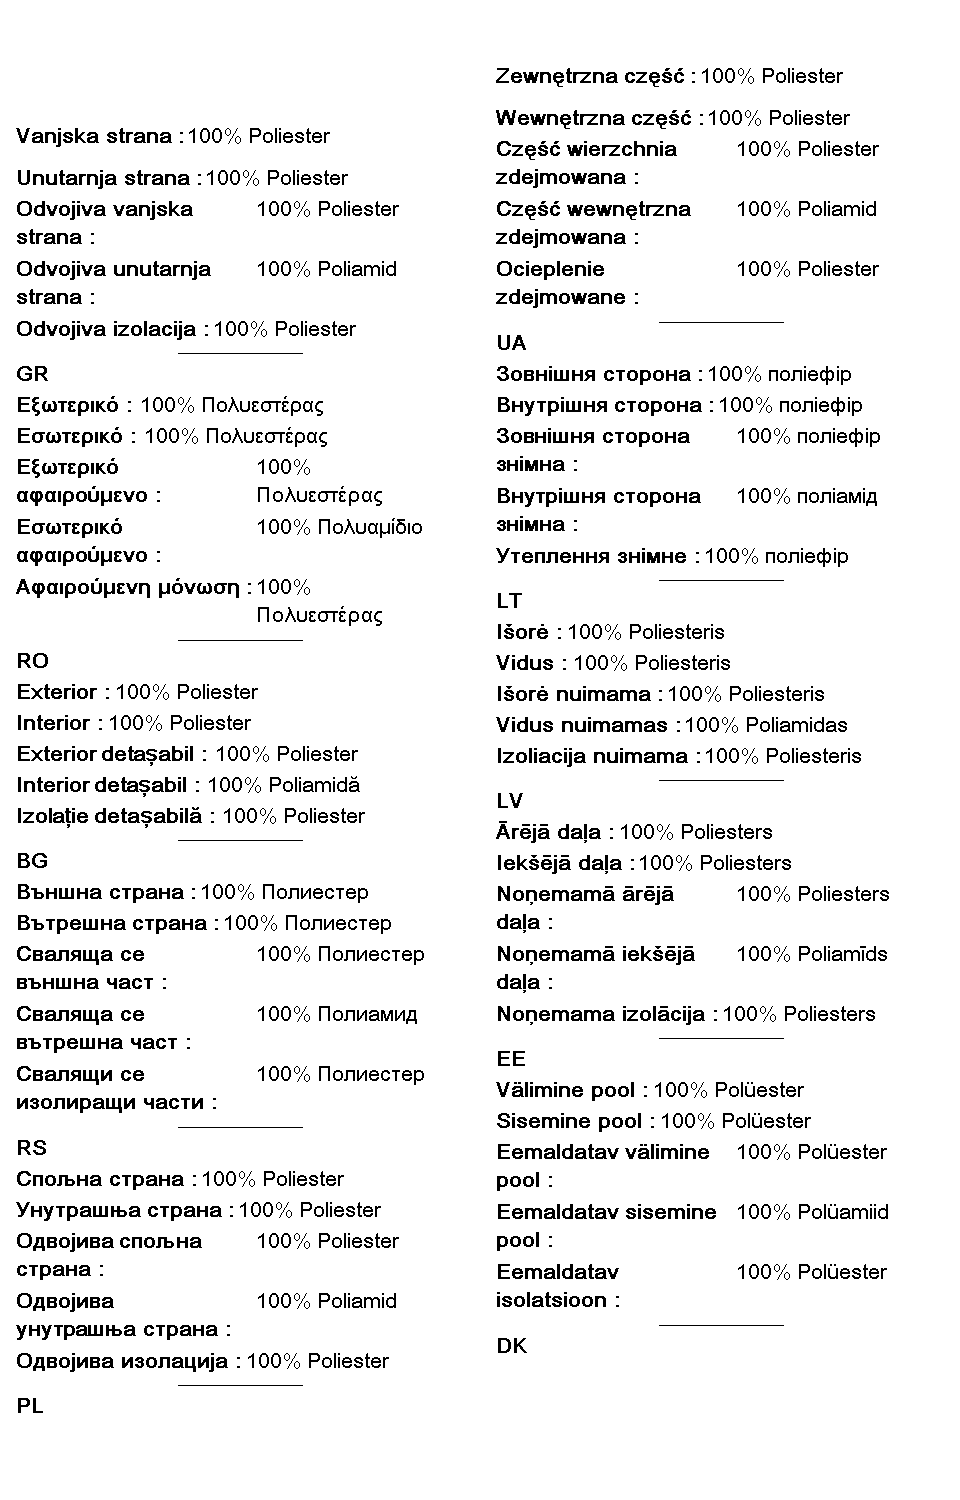 Vanjska strana : 100% Poliester
Unutarnja strana : 100% Poliester
Odvojiva vanjska 100% Poliester
strana :
Odvojiva unutarnja 100% Poliamid
strana :
Odvojiva izolacija : 100% Poliester
GR
Εξωτερικό : 100% Πολυεστέρας
Εσωτερικό : 100% Πολυεστέρας
Εξωτερικό 100%
αφαιρούμενο : Πολυεστέρας
Εσωτερικό 100% Πολυαμίδιο
αφαιρούμενο :
Αφαιρούμενη μόνωση : 100%
Πολυεστέρας
RO
Exterior : 100% Poliester
Interior : 100% Poliester
Exterior detașabil : 100% Poliester
Interior detașabil : 100% Poliamidă
Izolație detașabilă : 100% Poliester
BG
Външна страна : 100% Полиестер
Вътрешна страна : 100% Полиестер
Сваляща се 100% Полиестер
външна част :
Сваляща се 100% Полиамид
вътрешна част :
Свалящи се 100% Полиестер
изолиращи части :
RS
Спољна страна : 100% Poliester
Унутрашња страна : 100% Poliester
Одвојива спољна 100% Poliester
страна :
Одвојива 100% Poliamid
унутрашња страна :
Одвојива изолација : 100% Poliester
PL
Zewnętrzna część : 100% Poliester
Wewnętrzna część : 100% Poliester
Część wierzchnia 100% Poliester
zdejmowana :
Część wewnętrzna 100% Poliamid
zdejmowana :
Ocieplenie 100% Poliester
zdejmowane :
UA
Зовнішня сторона : 100% поліефір
Внутрішня сторона : 100% поліефір
Зовнішня сторона 100% поліефір
знімна :
Внутрішня сторона 100% поліамід
знімна :
Утеплення знімне : 100% поліефір
LT
Išorė : 100% Poliesteris
Vidus : 100% Poliesteris
Išorė nuimama : 100% Poliesteris
Vidus nuimamas : 100% Poliamidas
Izoliacija nuimama : 100% Poliesteris
LV
Ārējā daļa : 100% Poliesters
Iekšējā daļa : 100% Poliesters
Noņemamā ārējā 100% Poliesters
daļa :
Noņemamā iekšējā 100% Poliamīds
daļa :
Noņemama izolācija : 100% Poliesters
EE
Välimine pool : 100% Polüester
Sisemine pool : 100% Polüester
Eemaldatav välimine 100% Polüester
pool :
Eemaldatav sisemine 100% Polüamiid
pool :
Eemaldatav 100% Polüester
isolatsioon :
DK